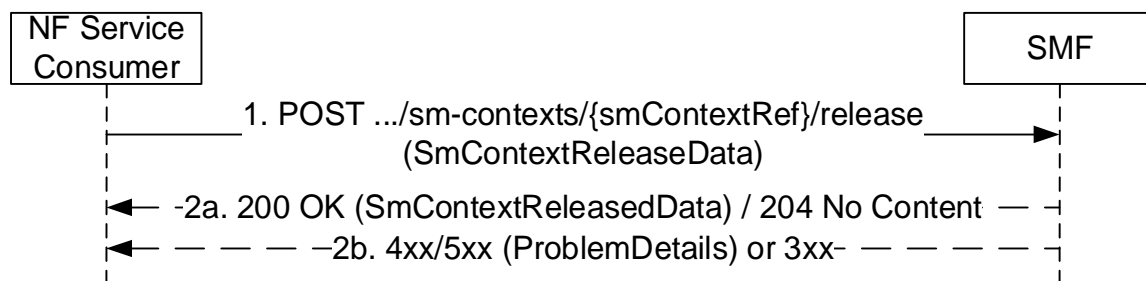 NF Service
Consumer
SMF
1. POST .../sm-contexts/{smContextRef}/release
(SmContextReleaseData)
2a. 200 OK (SmContextReleasedData) / 204 No Content
2b. 4xx/5xx (ProblemDetails) or 3xx